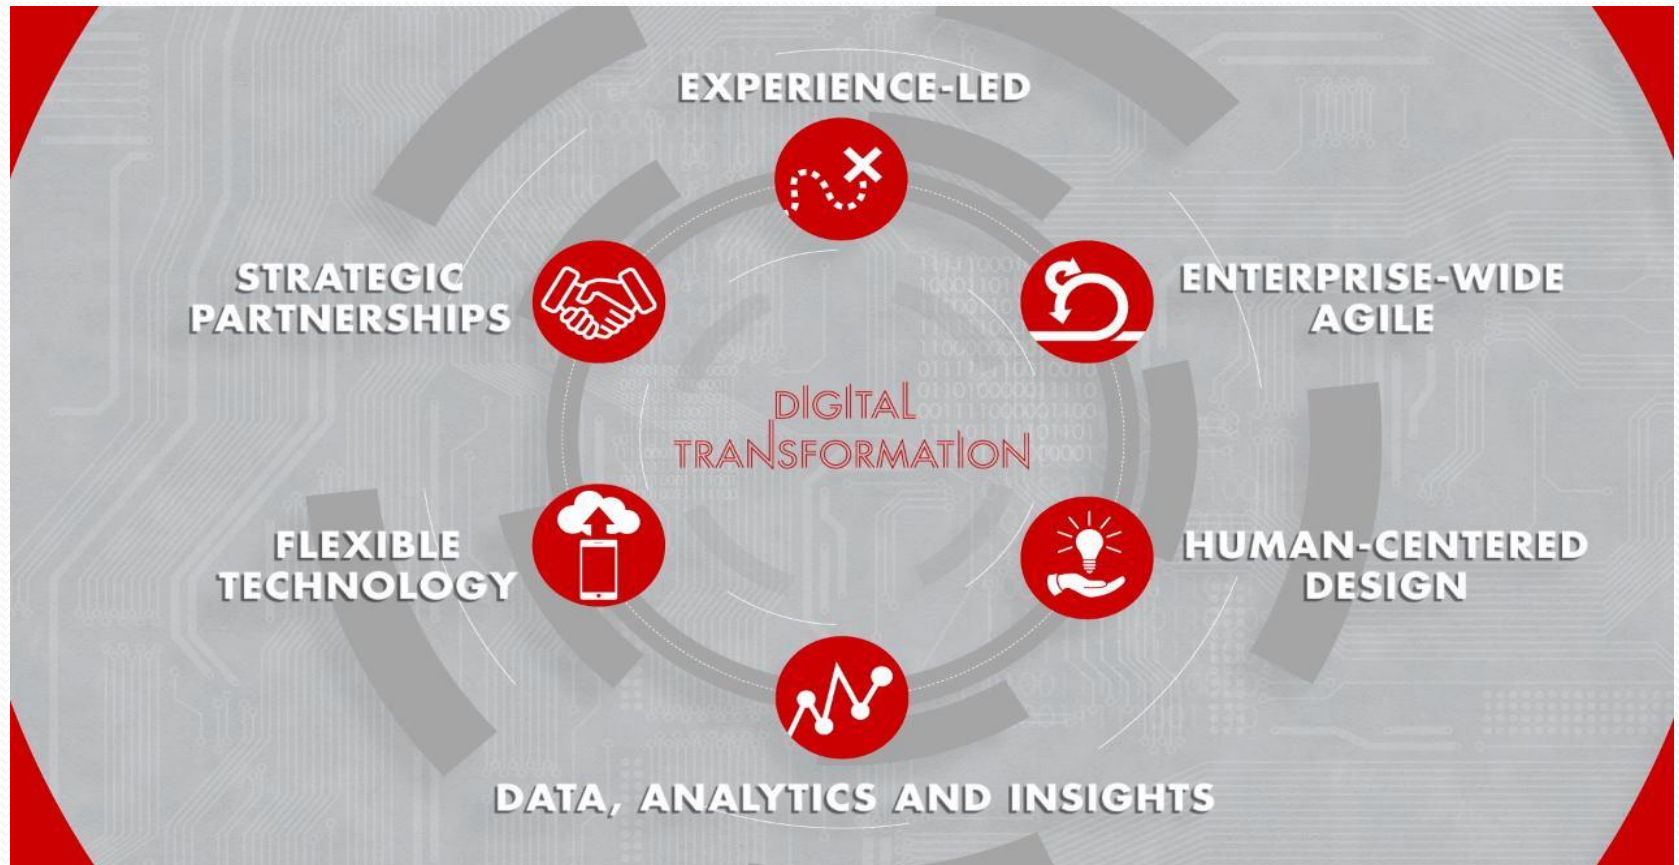 EXPERIENCE-LED
STRATEGIC
PARTNERSHIPS
ENTERPRISE-WIDE
AGILE
DIGITAL
TRANSFORMATION
FLEXIBLE
TECHNOLOGY
HUMAN-CENTERED
DESIGN
DATA, ANALYTICS AND INSIGHTS